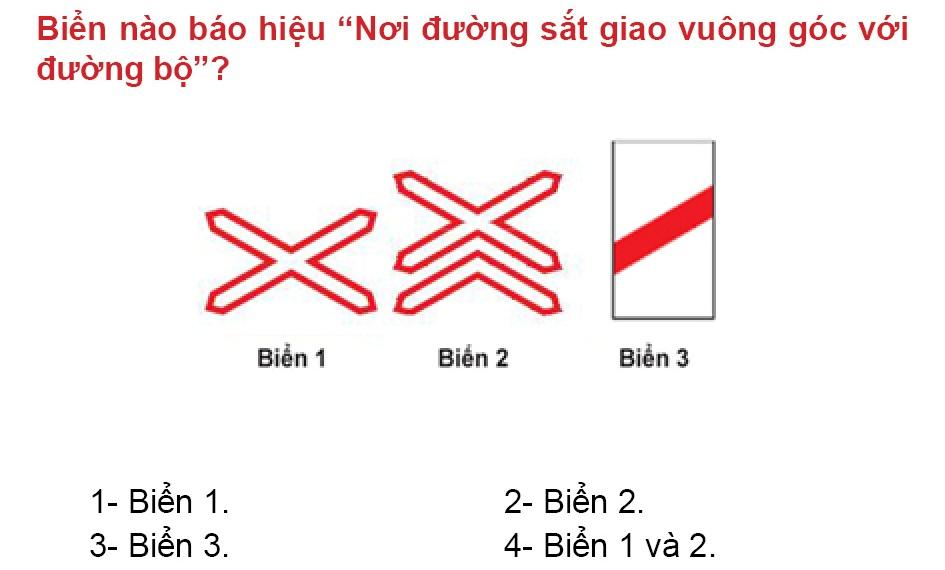 Biển nào báo hiệu “Nơi đường sắt giao vuông góc với
đường bộ”?
Biển 1
Biển 2
Biển 3
1- Biển 1.
2- Biển 2.
3- Biển 3.
4- Biển 1 và 2.